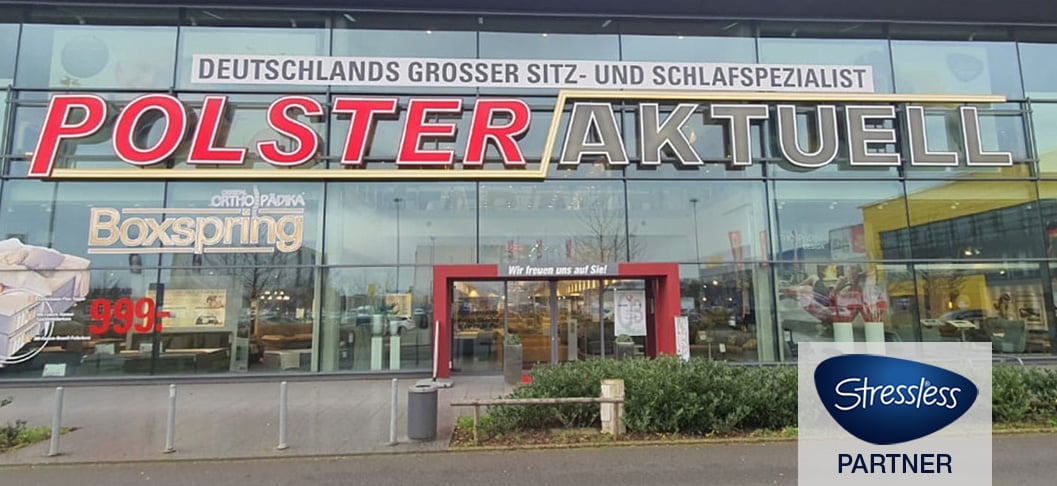 DEUTSCHLANDS GROSSER SITZ- UND SCHLAFSPEZIALIST
POLSTER AKTUELL
ORTHOPÄDIKA
Boxspring
Wir freuen uns auf Sie!
999.-
Stressless
PARTNER